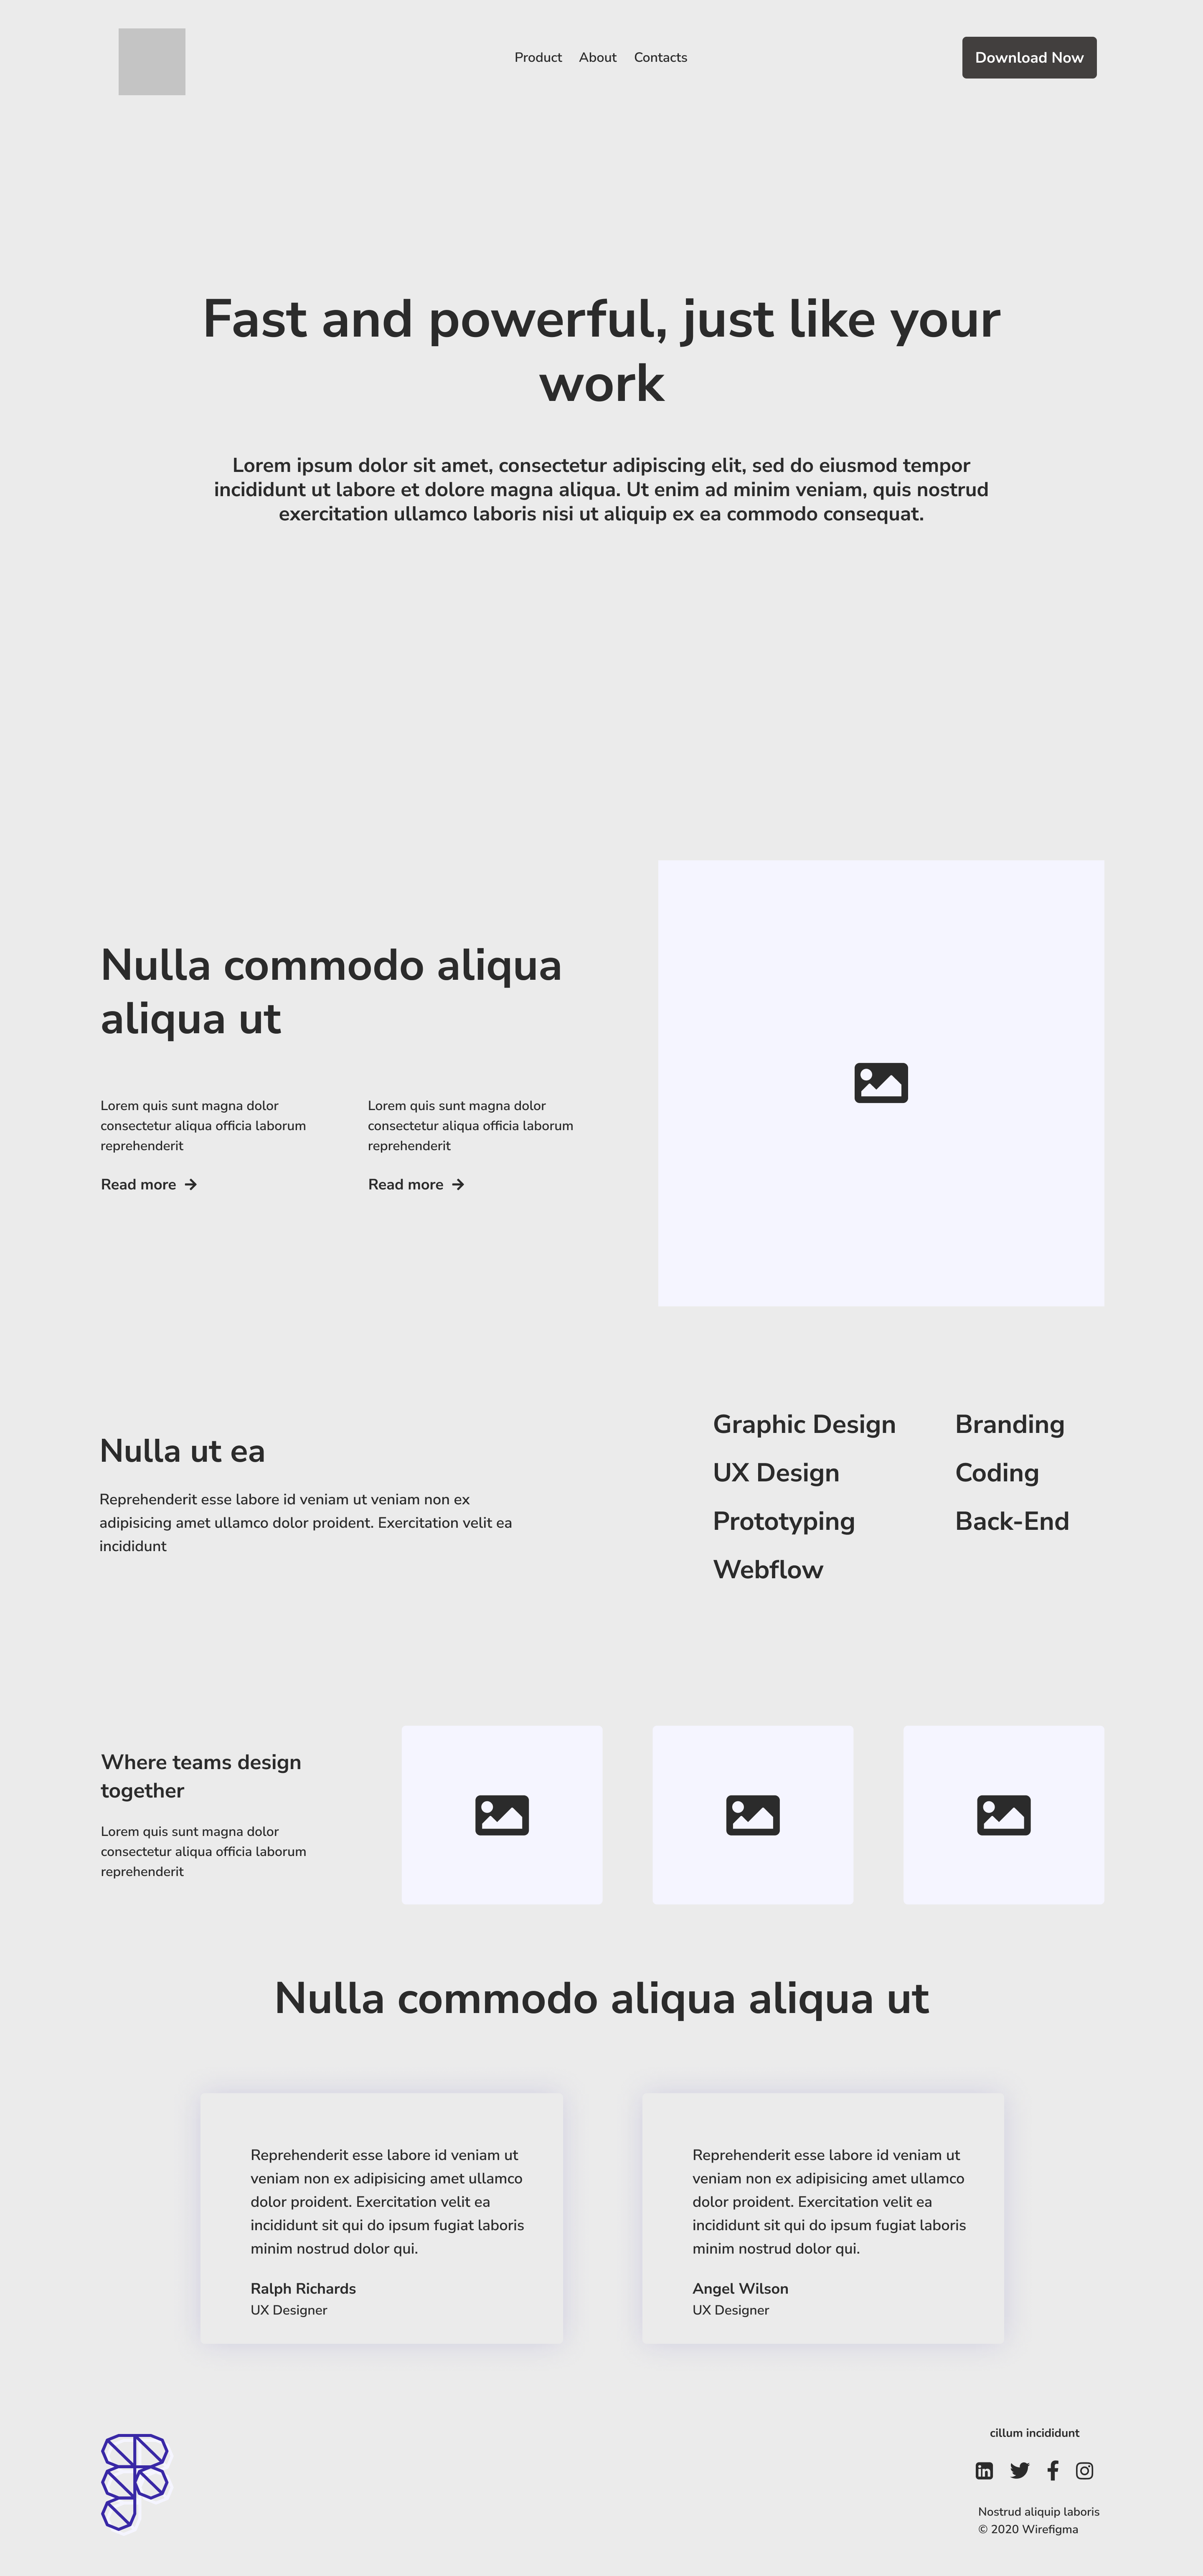 Product About Contacts
Download Now
Fast and powerful, just like your
work
Lorem ipsum dolor sit amet, consectetur adipiscing elit, sed do eiusmod tempor
incididunt ut labore et dolore magna aliqua. Ut enim ad minim veniam, quis nostrud
exercitation ullamco laboris nisi ut aliquip ex ea commodo consequat.
Nulla commodo aliqua
aliqua ut
Lorem quis sunt magna dolor
consectetur aliqua officia laborum
reprehenderit
Read more
Lorem quis sunt magna dolor
consectetur aliqua officia laborum
reprehenderit
Read more
Nulla ut ea
Reprehenderit esse labore id veniam ut veniam non ex
adipisicing amet ullamco dolor proident. Exercitation velit ea
incididunt
Graphic Design
UX Design
Prototyping
Webflow
Branding
Coding
Back-End
Where teams design
together
Lorem quis sunt magna dolor
consectetur aliqua officia laborum
reprehenderit
Nulla commodo aliqua aliqua ut
Reprehenderit esse labore id veniam ut
veniam non ex adipisicing amet ullamco
dolor proident. Exercitation velit ea
incididunt sit qui do ipsum fugiat laboris
minim nostrud dolor qui.
Ralph Richards
UX Designer
Reprehenderit esse labore id veniam ut
veniam non ex adipisicing amet ullamco
dolor proident. Exercitation velit ea
incididunt sit qui do ipsum fugiat laboris
minim nostrud dolor qui.
Angel Wilson
UX Designer
cillum incididunt
Nostrud aliquip laboris
© 2020 Wirefigma